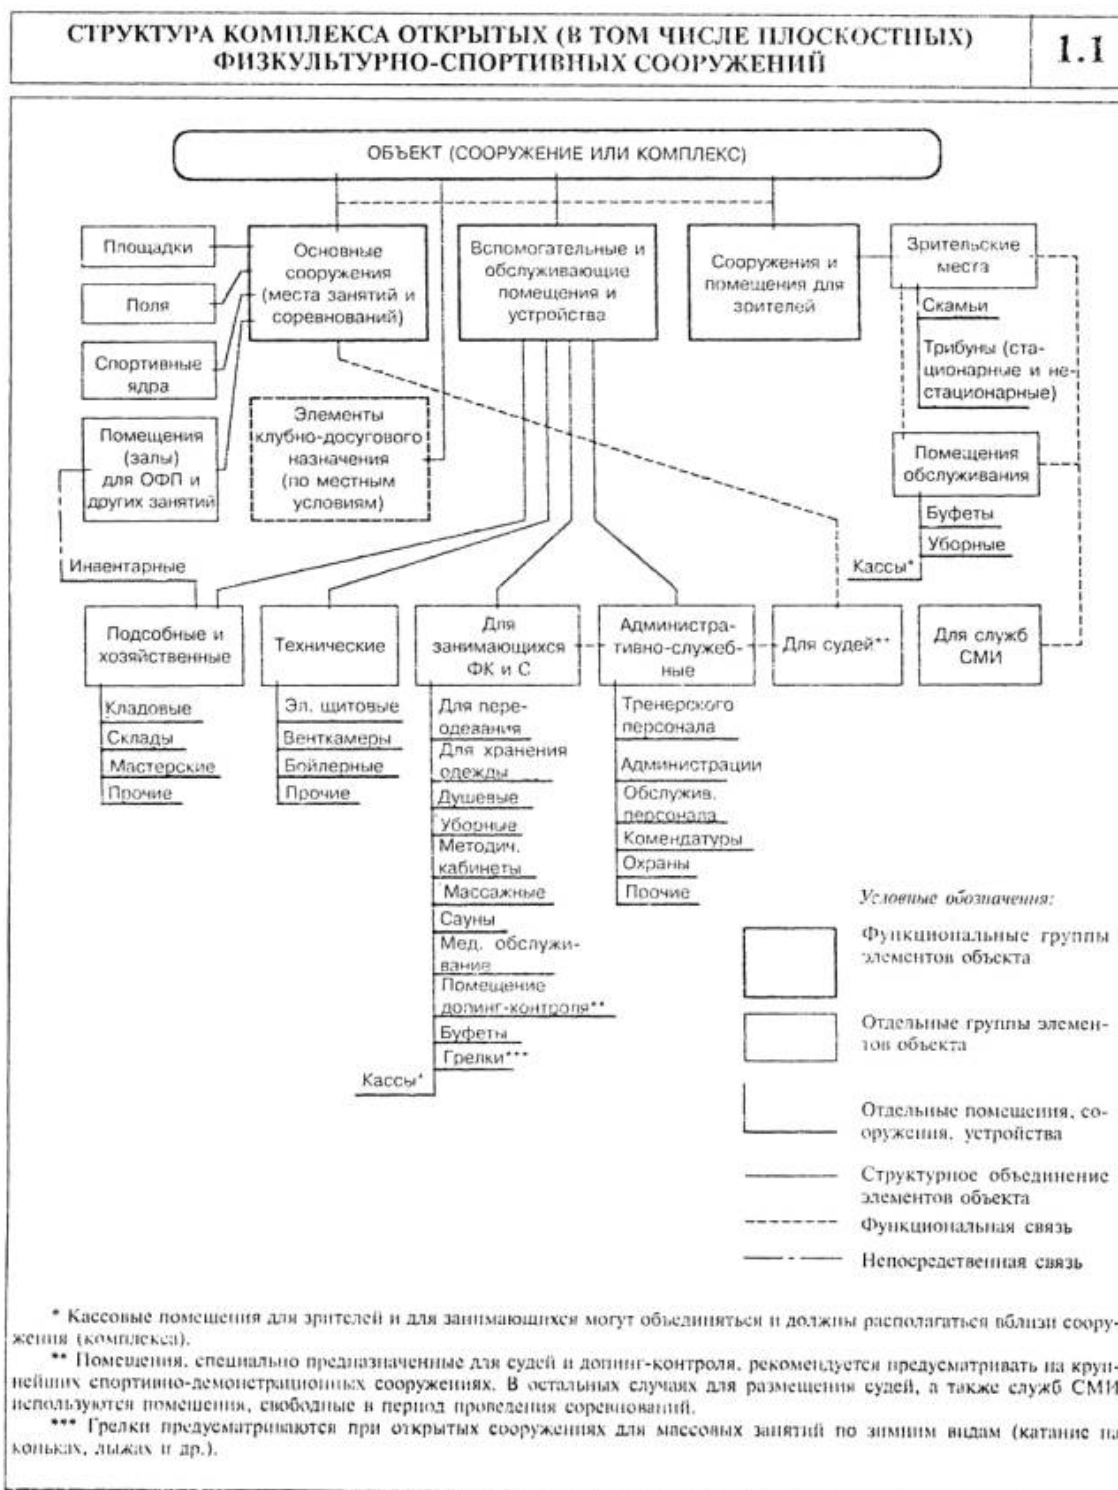 СТРУКТУРА КОМПЛЕКСА ОТКРЫТЫХ (В ТОМ ЧИСЛЕ ПЛОСКОСТНЫХ)
ФИЗКУЛЬТУРНО-СПОРТИВНЫХ СООРУЖЕНИЙ
1.1
ОБЪЕКТ (СООРУЖЕНИЕ ИЛИ КОМПЛЕКС)
Площадки
Поля
Спортивные
ядра
Помещения
(залы)
для ОФП и
других занятий
Основные
сооружения
(места занятий и
соревнований)
Вспомогательные и
обслуживающие
помещения и
устройства
Сооружения и
помещения для
зрителей
Зрительские
места
Скамьи
Трибуны (ста-
ционарные и не-
стационарные)
Элементы
клубно-досугового
назначения
(по местным
условиям)
Помещения
обслуживания
Буфеты
Уборные
Кассы*
Инвентарные
Подсобные и
хозяйственные
Кладовые
Склады
Мастерские
Прочие
Технические
Эл. щитовые
Венткамеры
Бойлерные
Прочие
Для
занимающихся
ФК и С
Для пере-
одевания
Для хранения
одежды
Душевые
Уборные
Методич.
кабинеты
Массажные
Сауны
Мед. обслужи-
вание
Помещение
допинг-контроля**
Буфеты
Грелки***
Кассы*
Администра-
тивно-служеб-
ные
Тренерского
персонала
Администрации
Обслужив.
персонала
Комендатуры
Охраны
Прочие
Для судей**
Для служб
СМИ
Условные обозначения:
Функциональные группы
элементов объекта
Отдельные группы элемен-
тов объекта
Отдельные помещения, со-
оружения, устройства
Структурное объединение
элементов объекта
Функциональная связь
Непосредственная связь
* Кассовые помещения для зрителей и для занимающихся могут объединяться и должны располагаться вблизи соору-
жения (комплекса).
** Помещения, специально предназначенные для судей и допинг-контроля, рекомендуется предусматривать на круп-
нейших спортивно-демонстрационных сооружениях. В остальных случаях для размещения судей, а также служб СМИ
используются помещения, свободные в период проведения соревнований.
*** Грелки предусматриваются при открытых сооружениях для массовых занятий по зимним видам (катание на
коньках, лыжах и др.).